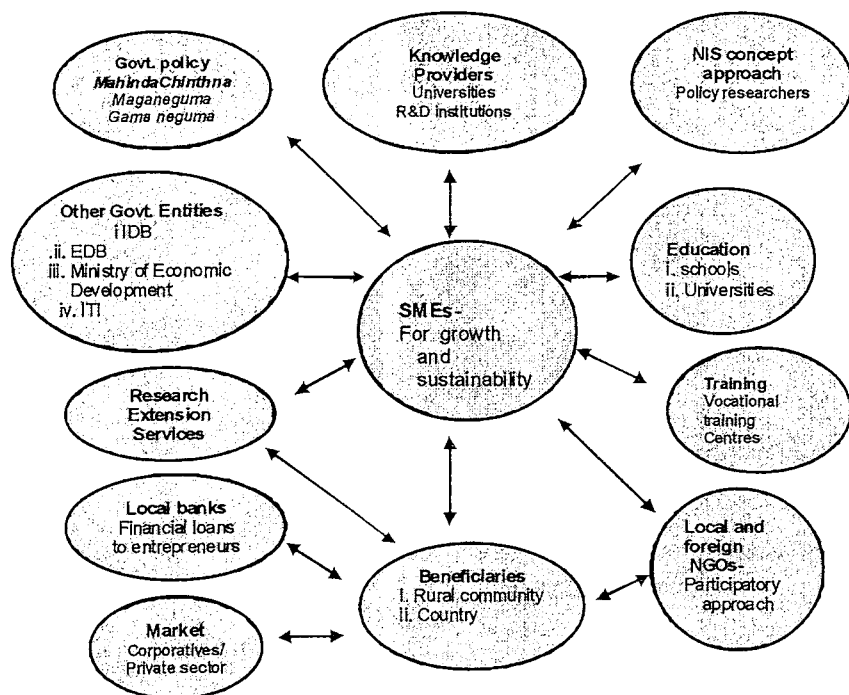 Govt. policy
MahindaChinthna
Maganeguma
Gama neguma
Knowledge
Providers
Universities
R&D institutions
NIS concept
approach
Policy researchers
Other Govt. Entities
i IDB
.ii. EDB
iii. Ministry of Economic
Development
iv. ITI
SMEs-
For growth
and
sustainability
Education
i. schools
ii. Universities
Research
Extension
Services
Training
Vocational
training
Centres
Local banks
Financial loans
to entrepreneurs
Beneficiaries
i. Rural community
ii. Country
Local and
foreign
NGOs-
Participatory
approach
Market
Corporatives/
Private sector